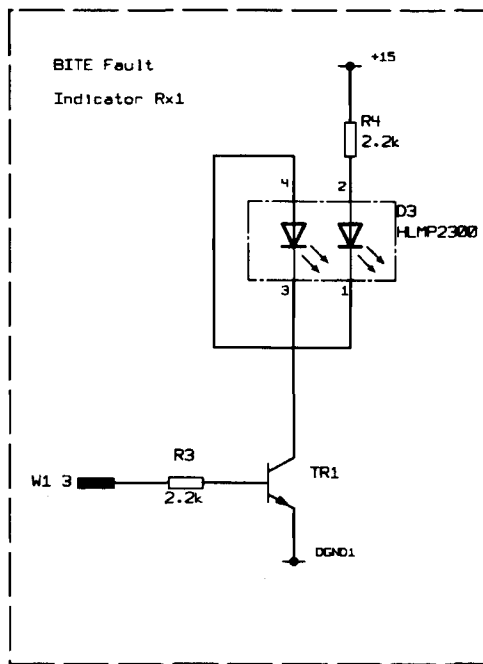 BITE Fault
Indicator Rx1
+15
R4
2.2k
4
2
D3
HLMP2300
3
1
R3
2.2k
W1 3
TR1
DGND1